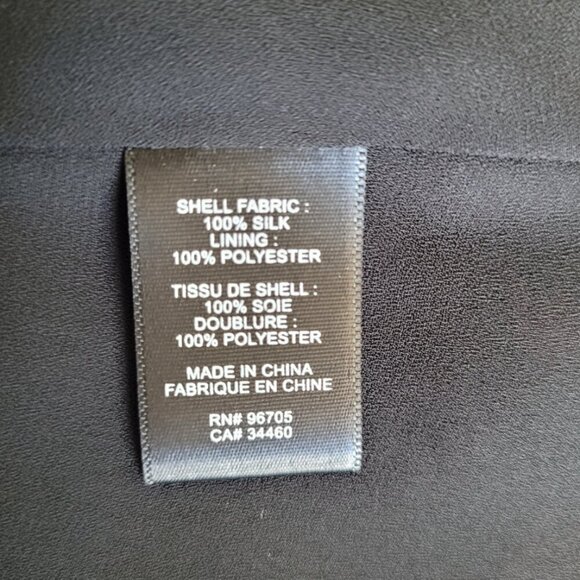 SHELL FABRIC :
100% SILK
LINING :
100% POLYESTER
TISSU DE SHELL :
100% SOIE
DOUBLURE :
100% POLYESTER
MADE IN CHINA
FABRIQUE EN CHINE
RN# 96705
CA# 34460